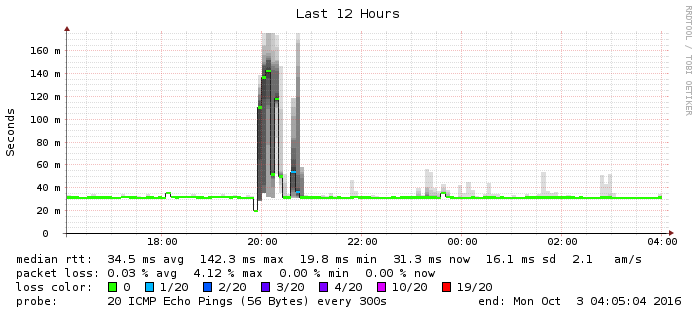 Last 12 Hours
RRDTOOL / TOBI OETIKER
Seconds
160 m
140 m
120 m
100 m
80 m
60 m
40 m
20 m
0
18:00 20:00 22:00 00:00 02:00 04:00
median rtt: 34.5 ms avg 142.3 ms max 19.8 ms min 31.3 ms now 16.1 ms sd 2.1 am/s
packet loss: 0.03 % avg 4.12 % max 0.00 % min 0.00 % now
loss color: 0 1/20 2/20 3/20 4/20 10/20 19/20
probe: 20 ICMP Echo Pings (56 Bytes) every 300s end: Mon Oct 3 04:05:04 2016